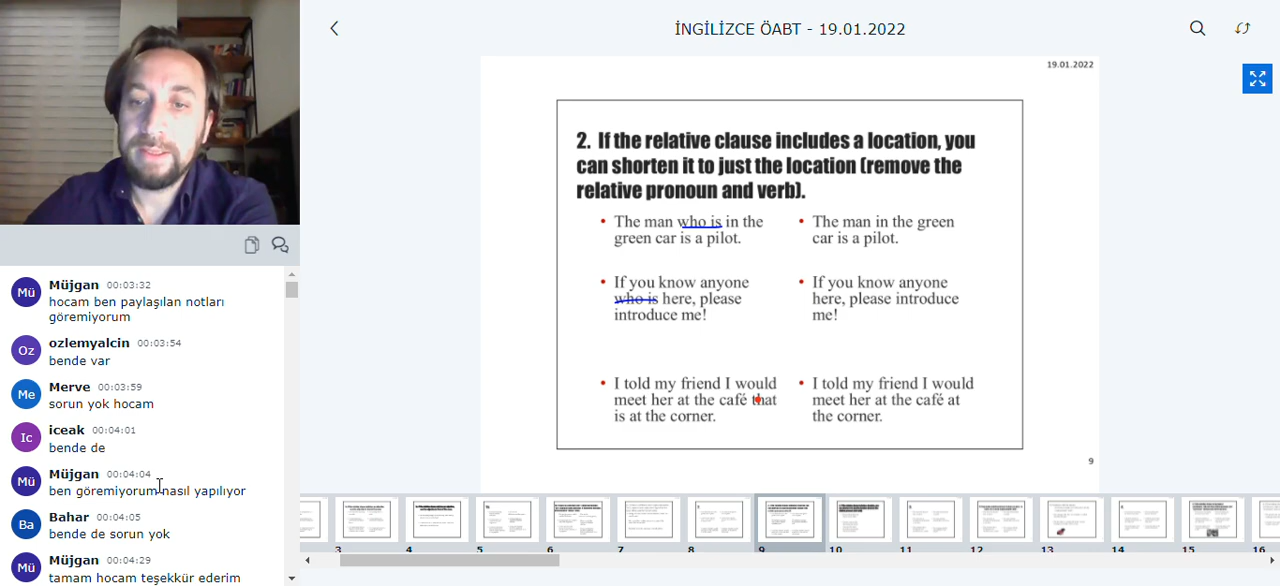 İNGİLİZCE ÖABT - 19.01.2022
19.01.2022
2. If the relative clause includes a location, you
can shorten it to just the location (remove the
relative pronoun and verb).
• The man who is in the
green car is a pilot.
• The man in the green
car is a pilot.
• If you know anyone
who is here, please
introduce me!
• If you know anyone
here, please introduce
me!
• I told my friend I would
meet her at the café that
is at the corner.
• I told my friend I would
meet her at the café at
the corner.
9
Mü
Müjgan 00:03:32
hocam ben paylaşılan notları
göremiyorum
Oz
ozlemyalcin 00:03:54
bende var
Me
Merve 00:03:59
sorun yok hocam
Ic
iceak 00:04:01
bende de
Mü
Müjgan 00:04:04
ben göremiyorum nasıl yapılıyor
Ba
Bahar 00:04:05
bende de sorun yok
Mü
Müjgan 00:04:29
tamam hocam teşekkür ederim
3
4
5
6
7
8
9
10
11
12
13
14
15
16